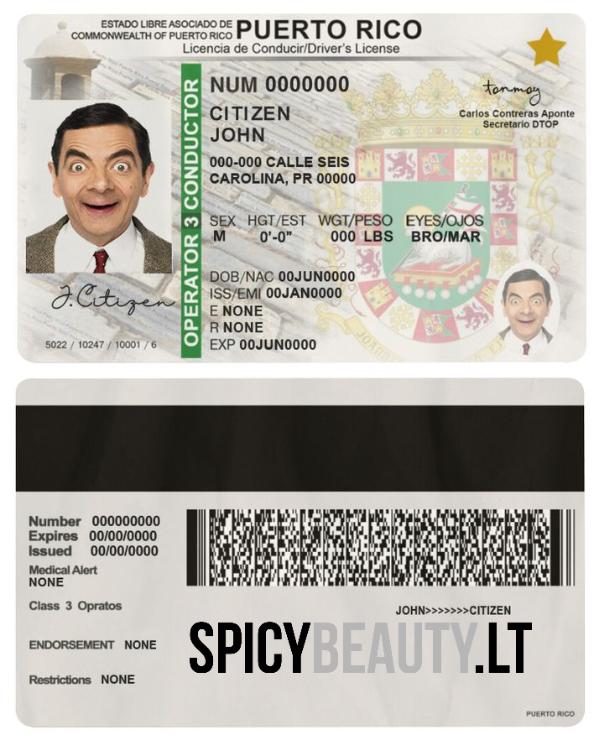 ESTADO LIBRE ASOCIADO DE
COMMONWEALTH OF PUERTO RICO
PUERTO RICO
Licencia de Conducir/Driver's License
OPERATOR 3 CONDUCTOR
NUM 0000000
CITIZEN
JOHN
000-000 CALLE SEIS
CAROLINA, PR 00000
SEX HGT/EST WGT/PESO EYES/OJOS
M 0'-0" 000 LBS BRO/MAR
DOB/NAC 00JUN0000
ISS/EMI 00JAN0000
E NONE
R NONE
EXP 00JUN0000
tanmay
Carlos Contreras Aponte
Secretario DTOP
J.Citizen
5022 / 10247 / 10001 / 6
Number 000000000
Expires 00/00/0000
Issued 00/00/0000
Medical Alert
NONE
Class 3 Opratos
ENDORSEMENT NONE
Restrictions NONE
JOHN>>>>>>>CITIZEN
SPICYBEAUTY.LT
PUERTO RICO